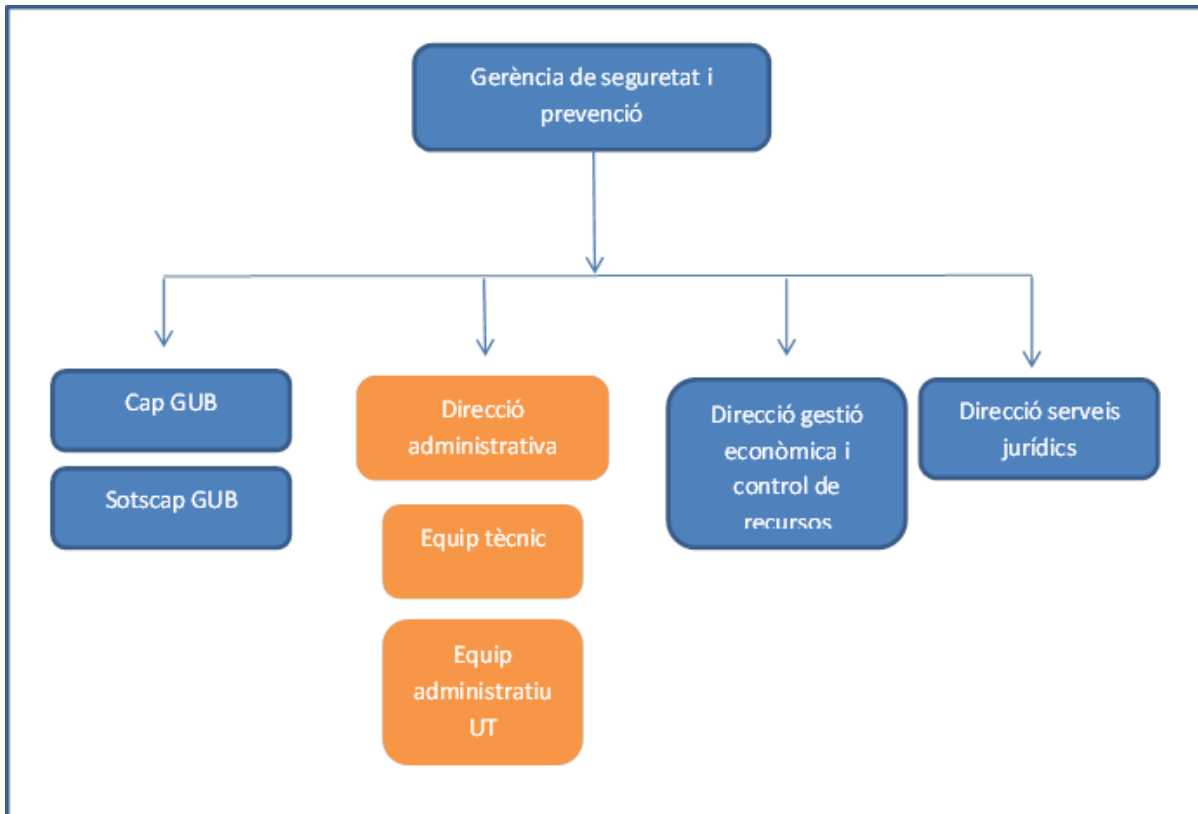 Gerència de seguretat i
prevenció
Cap GUB
Sotscap GUB
Direcció
administrativa
Equip tècnic
Equip
administratiu
UT
Direcció gestió
econòmica i
control de
recursos
Direcció serveis
jurídics